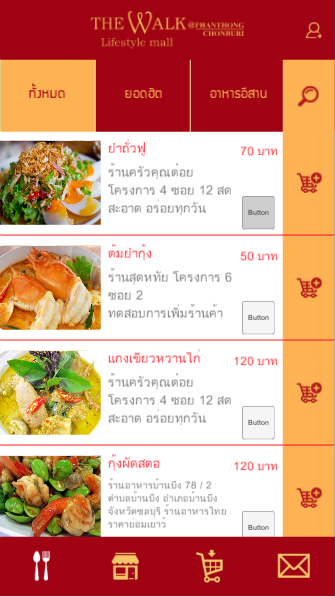 THE WALK @PHANTHONG
CHONBURI
Lifestyle mall
ทั้งหมด
ยอดฮิต
อาหารอีสาน
ยำถั่วพู
70 บาท
ร้านครัวคุณต๋อย
โครงการ 4 ซอย 12 สด
สะอาด อร่อยทุกวัน
Button
ต้มยำกุ้ง
50 บาท
ร้านสุดหทัย โครงการ 6
ซอย 2
ทดสอบการเพิ่มร้านค้า
Button
แกงเขียวหวานไก่
120 บาท
ร้านครัวคุณต๋อย
โครงการ 4 ซอย 12 สด
สะอาด อร่อยทุกวัน
Button
กุ้งผัดสตอ
120 บาท
ร้านอาหารบ้านบึง 78 / 2
ตำบลบ้านบึง อำเภอบ้านบึง
จังหวัดชลบุรี ร้านอาหารไทย
ราคาย่อมเยาว์
Button